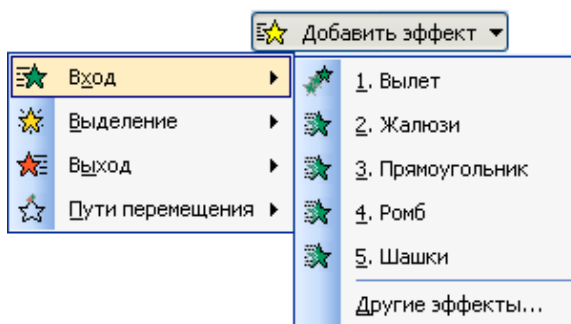 Добавить эффект
Вход
Выделение
Выход
Пути перемещения
1. Вылет
2. Жалюзи
3. Прямоугольник
4. Ромб
5. Шашки
Другие эффекты...